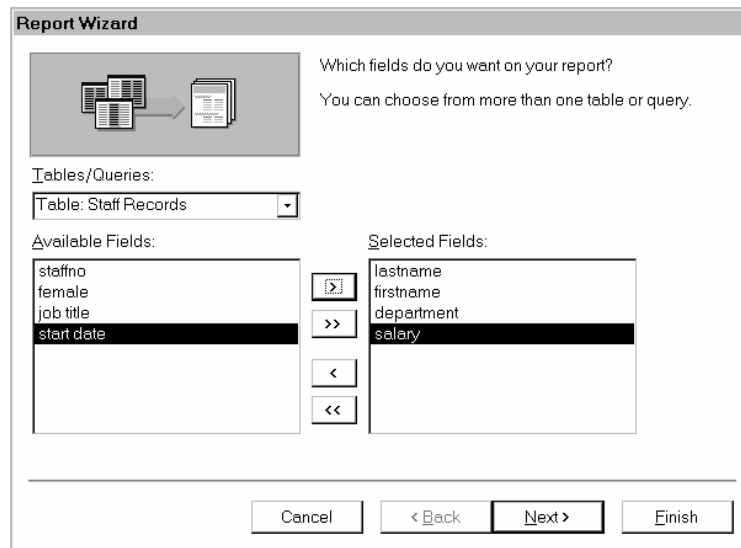 Report Wizard
Which fields do you want on your report?
You can choose from more than one table or query.
Tables/Queries:
Table: Staff Records
Available Fields:
staffno
female
job title
start date
>
>>
<
<<
Selected Fields:
lastname
firstname
department
salary
Cancel
< Back
Next >
Finish